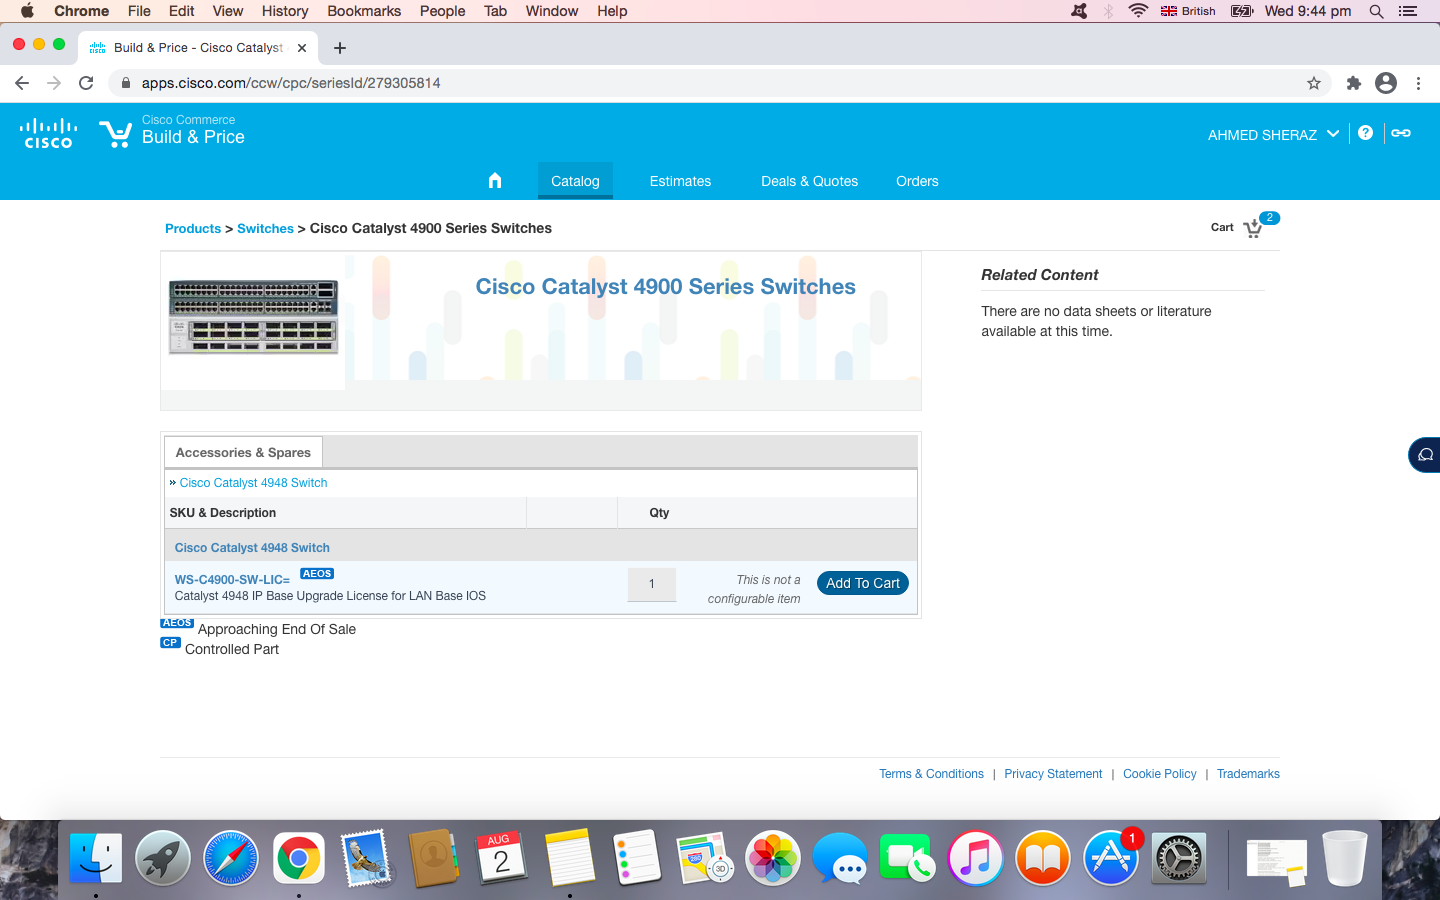 Chrome File Edit View History Bookmarks People Tab Window Help British Wed 9:44 pm
Build & Price - Cisco Catalyst
apps.cisco.com/ccw/cpc/seriesId/279305814
CISCO
Cisco Commerce
Build & Price
AHMED SHERAZ
Catalog Estimates Deals & Quotes Orders
Products > Switches > Cisco Catalyst 4900 Series Switches
Cart 2
Cisco Catalyst 4900 Series Switches
Related Content
There are no data sheets or literature
available at this time.
Accessories & Spares
» Cisco Catalyst 4948 Switch
SKU & Description Qty
Cisco Catalyst 4948 Switch
WS-C4900-SW-LIC= AEOS
Catalyst 4948 IP Base Upgrade License for LAN Base IOS
1
This is not a
configurable item
Add To Cart
AEOS Approaching End Of Sale
CP Controlled Part
Terms & Conditions | Privacy Statement | Cookie Policy | Trademarks
AUG
2
280
3D
1